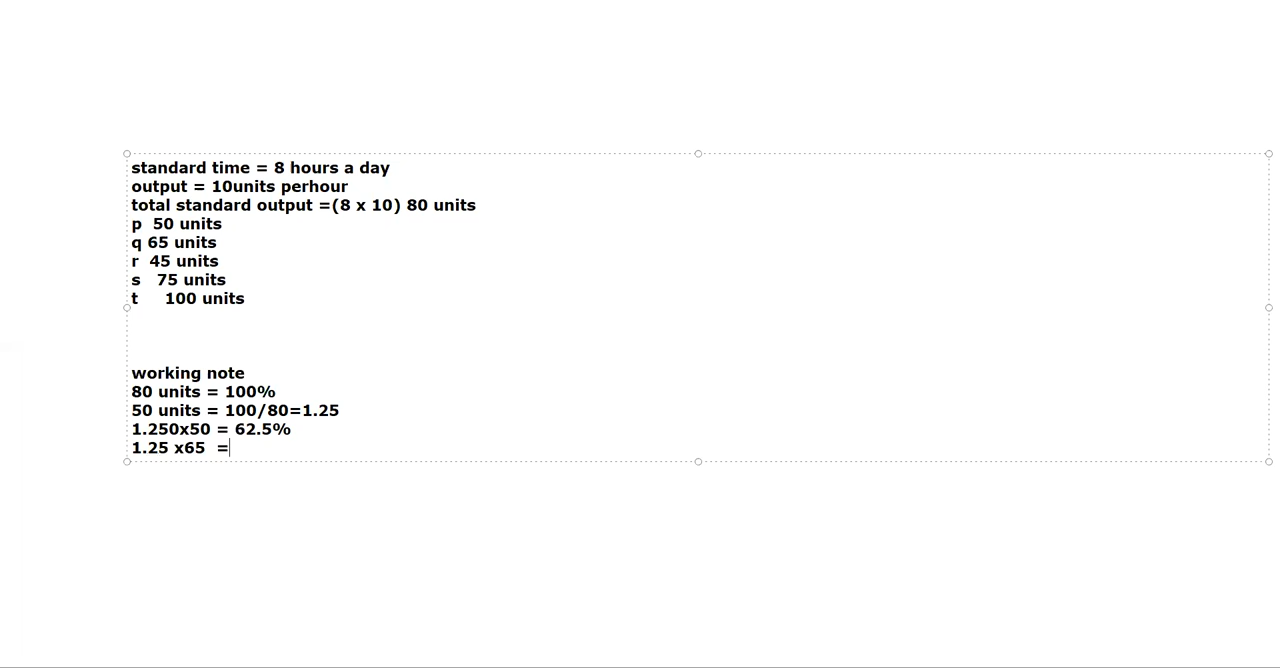 standard time = 8 hours a day
output = 10units perhour
total standard output =(8 x 10) 80 units
p  50 units
q 65 units
r  45 units
s   75 units
t     100 units
working note
80 units = 100%
50 units = 100/80=1.25
1.250x50 = 62.5%
1.25 x65  =